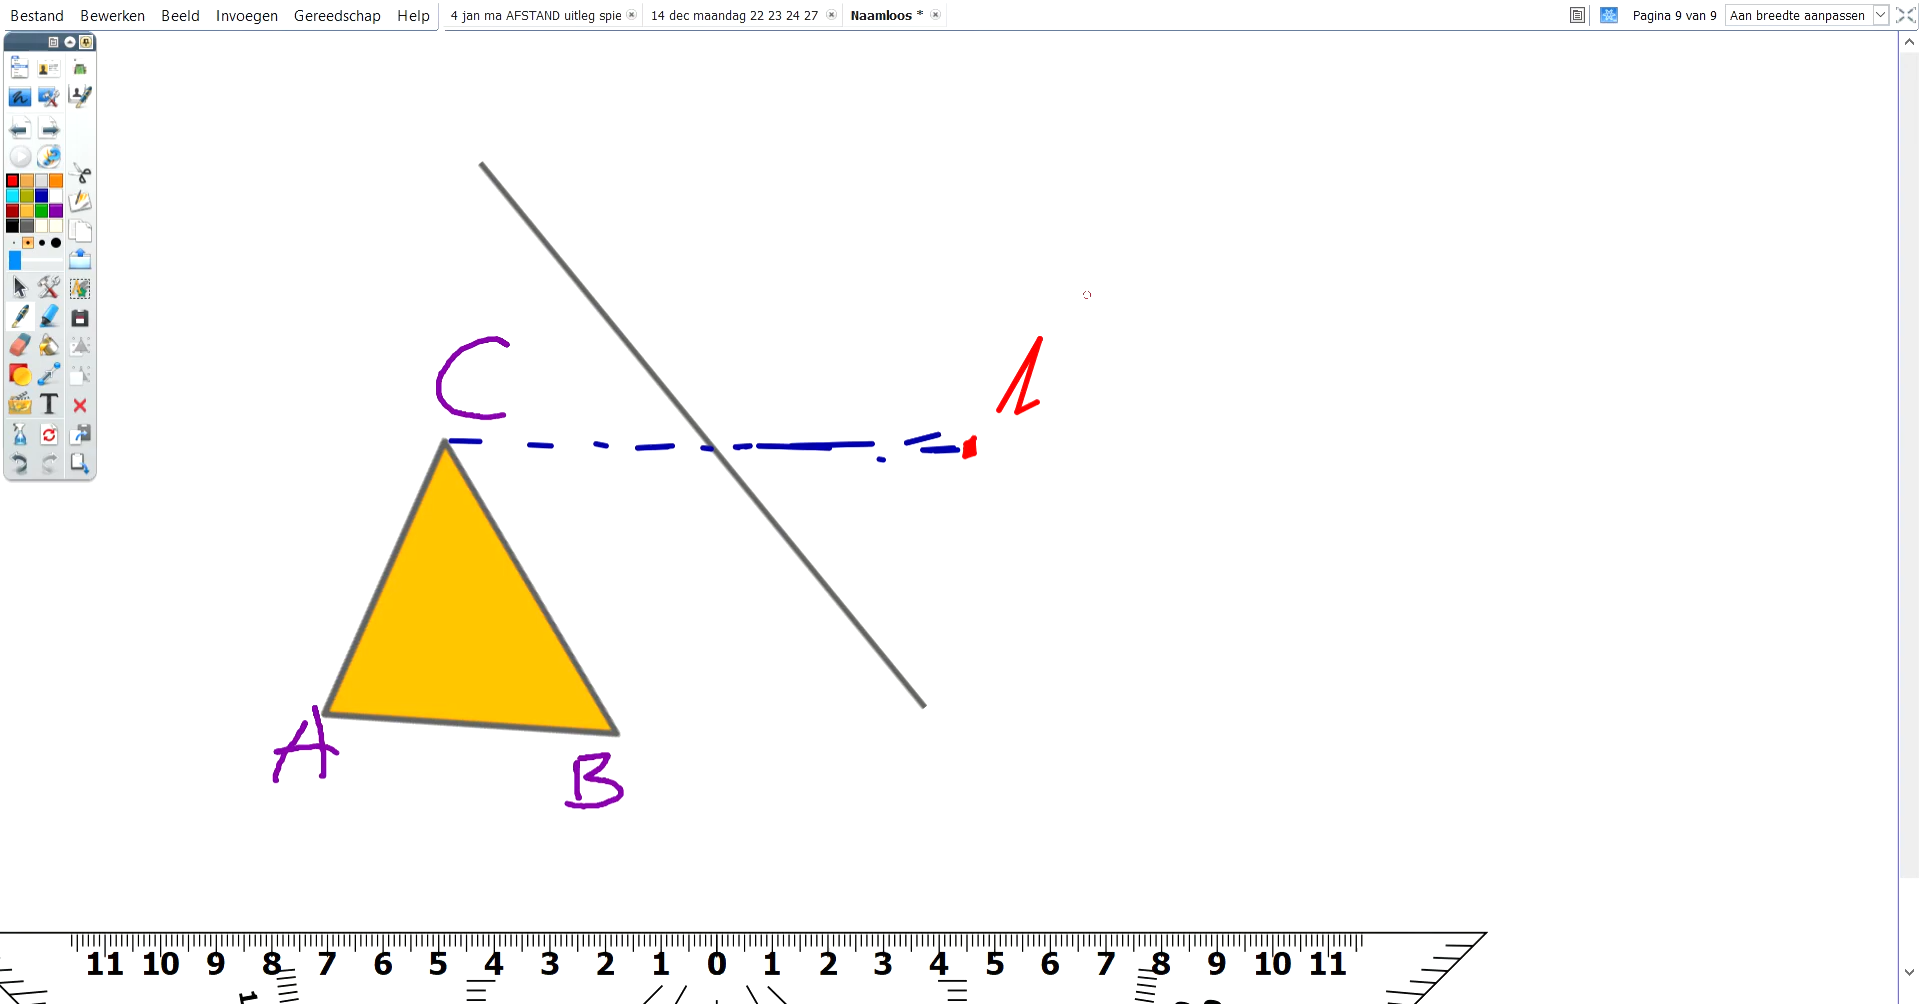 Bestand Bewerken Beeld Invoegen Gereedschap Help 4 jan ma AFSTAND uitleg spie 14 dec maandag 22 23 24 27 Naamloos * Pagina 9 van 9 Aan breedte aanpassen
T
C
A
B
11 10 9 8 7 6 5 4 3 2 1 0 1 2 3 4 5 6 7 8 9 10 11